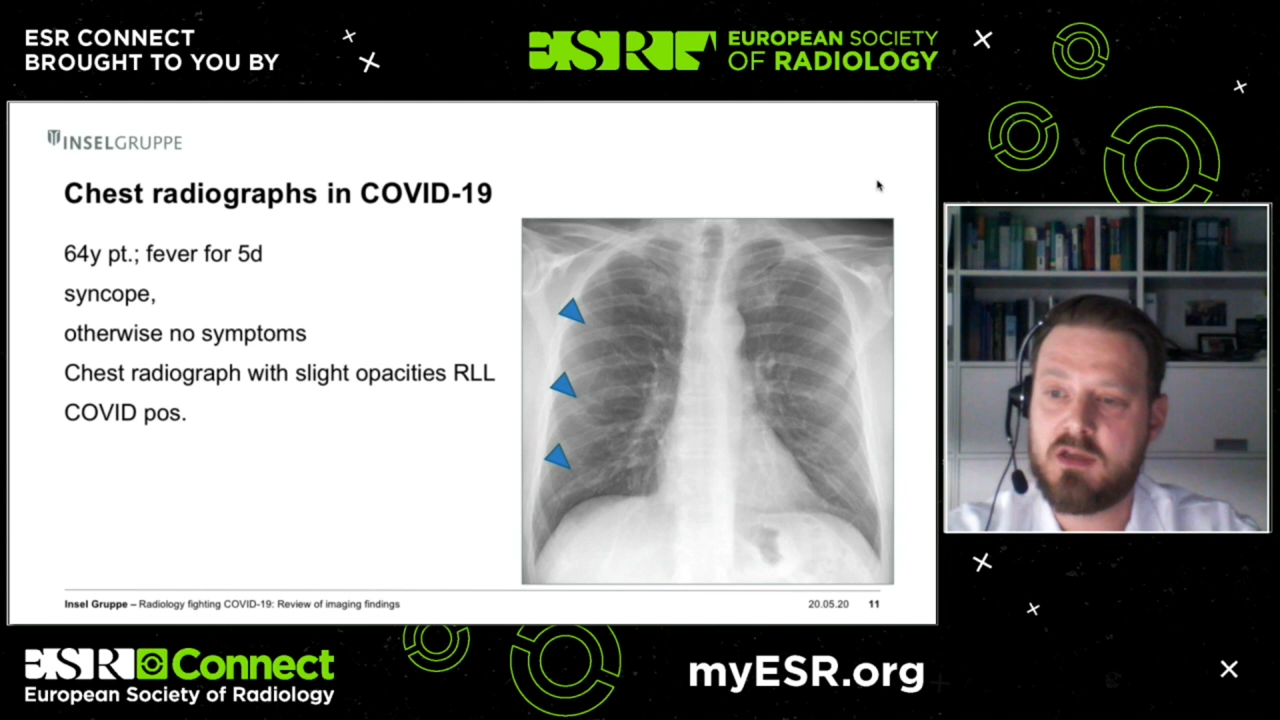 ESR CONNECT
BROUGHT TO YOU BY
ESR
EUROPEAN SOCIETY
OF RADIOLOGY
INSELGRUPPE
Chest radiographs in COVID-19
64y pt.; fever for 5d
syncope,
otherwise no symptoms
Chest radiograph with slight opacities RLL
COVID pos.
Insel Gruppe – Radiology fighting COVID-19: Review of imaging findings
20.05.20 11
ESR Connect
European Society of Radiology
myESR.org